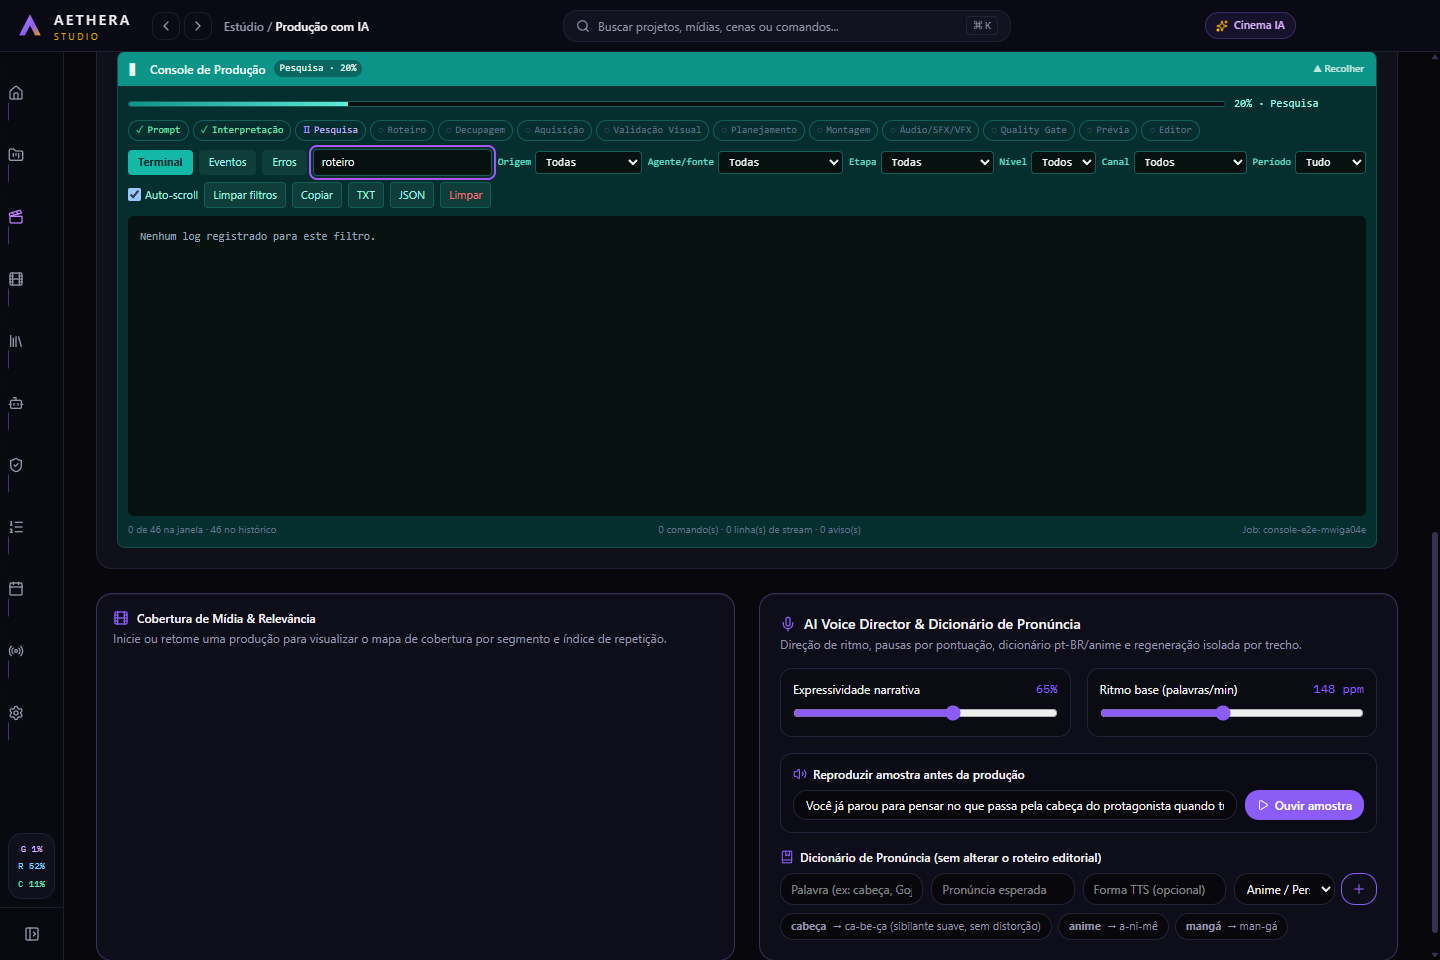 AETHERA
STUDIO
Estúdio / Produção com IA
Buscar projetos, mídias, cenas ou comandos...
⌘ K
Cinema IA
Console de Produção
Pesquisa · 20%
▲ Recolher
20% · Pesquisa
✓ Prompt
✓ Interpretação
⏸ Pesquisa
○ Roteiro
○ Decupagem
○ Aquisição
○ Validação Visual
○ Planejamento
○ Montagem
○ Áudio/SFX/VFX
○ Quality Gate
○ Prévia
○ Editor
Terminal
Eventos
Erros
roteiro
Origem
Todas
Agente/fonte
Todas
Etapa
Todas
Nível
Todos
Canal
Todos
Período
Tudo
Auto-scroll
Limpar filtros
Copiar
TXT
JSON
Limpar
Nenhum log registrado para este filtro.
0 de 46 na janela · 46 no histórico
0 comando(s) · 0 linha(s) de stream · 0 aviso(s)
Job: console-e2e-mwiga04e
Cobertura de Mídia & Relevância
Inicie ou retome uma produção para visualizar o mapa de cobertura por segmento e índice de repetição.
AI Voice Director & Dicionário de Pronúncia
Direção de ritmo, pausas por pontuação, dicionário pt-BR/anime e regeneração isolada por trecho.
Expressividade narrativa
65%
Ritmo base (palavras/min)
148 ppm
Reproduzir amostra antes da produção
Você já parou para pensar no que passa pela cabeça do protagonista quando t
Ouvir amostra
Dicionário de Pronúncia (sem alterar o roteiro editorial)
Palavra (ex: cabeça, Goj
Pronúncia esperada
Forma TTS (opcional)
Anime / Per
cabeça → ca-be-ça (sibilante suave, sem distorção)
anime → a-ni-mê
mangá → man-gá
G 1%
R 52%
C 11%